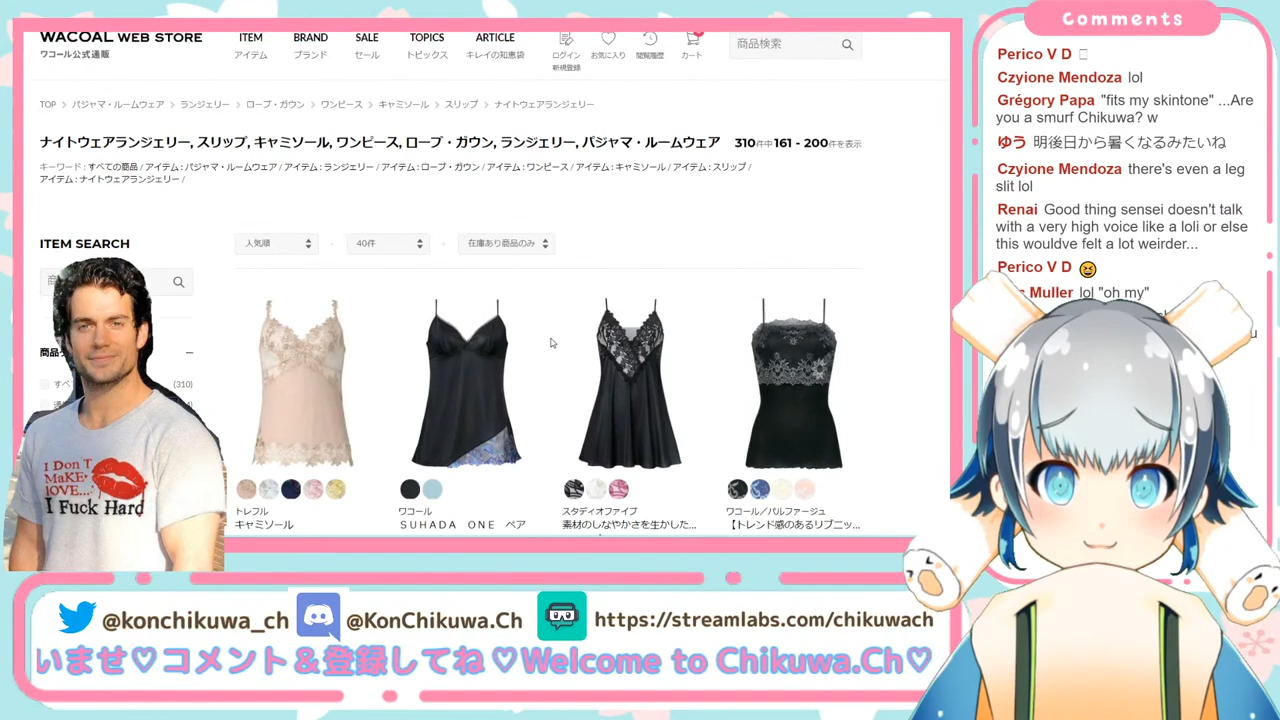 WACOAL WEB STORE
ワコール公式通販
ITEM
アイテム
BRAND
ブランド
SALE
セール
TOPICS
トピックス
ARTICLE
キレイの知恵袋
ログイン
新規登録
お気に入り
閲覧履歴
カート
商品検索
TOP > パジャマ・ルームウェア > ランジェリー > ローブ・ガウン > ワンピース > キャミソール > スリップ > ナイトウェアランジェリー
ナイトウェアランジェリー, スリップ, キャミソール, ワンピース, ローブ・ガウン, ランジェリー, パジャマ・ルームウェア
310件中161 - 200件を表示
キーワード : すべての商品 / アイテム : パジャマ・ルームウェア / アイテム : ランジェリー / アイテム : ローブ・ガウン / アイテム : ワンピース / アイテム : キャミソール / アイテム : スリップ /
アイテム : ナイトウェアランジェリー /
ITEM SEARCH
人気順
40件
在庫あり商品のみ
商
商品
すべ
(310)
トレフル
キャミソール
ワコール
SUHADA ONE ペア
スタディオファイブ
素材のしなやかさを生かした...
ワコール／パルファージュ
【トレンド感のあるリブニッ...
I DON'T
MAKE
LOVE...
I FUCK HARD
Comments
Perico V D
Czyione Mendoza lol
Grégory Papa "fits my skintone" ...Are
you a smurf Chikuwa? w
ゆう 明後日から暑くなるみたいね
Czyione Mendoza there's even a leg
slit lol
Renai Good thing sensei doesn't talk
with a very high voice like a loli or else
this wouldve felt a lot weirder...
Perico V D 😆
Muller lol "oh my"
@konchikuwa_ch
@KonChikuwa.Ch
https://streamlabs.com/chikuwach
いませ♡コメント＆登録してね♡Welcome to Chikuwa.Ch♡